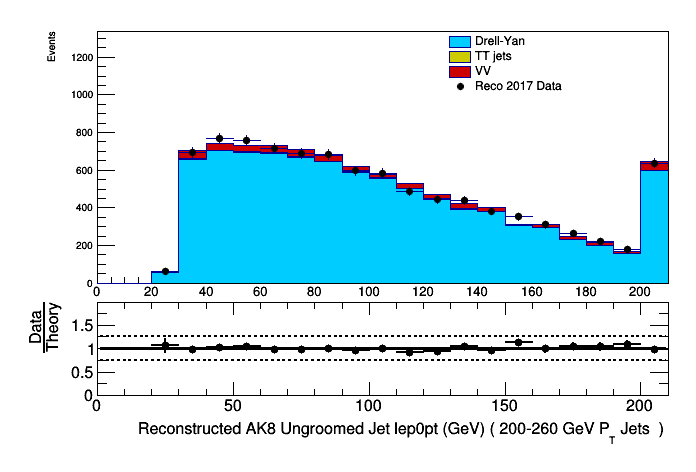 Events
1200
1000
800
600
400
200
0
Drell-Yan
TT jets
VV
Reco 2017 Data
0 20 40 60 80 100 120 140 160 180 200
Data
Theory
1.5
1
0.5
0
0 50 100 150 200
Reconstructed AK8 Ungroomed Jet lep0pt (GeV) ( 200-260 GeV P_T Jets )